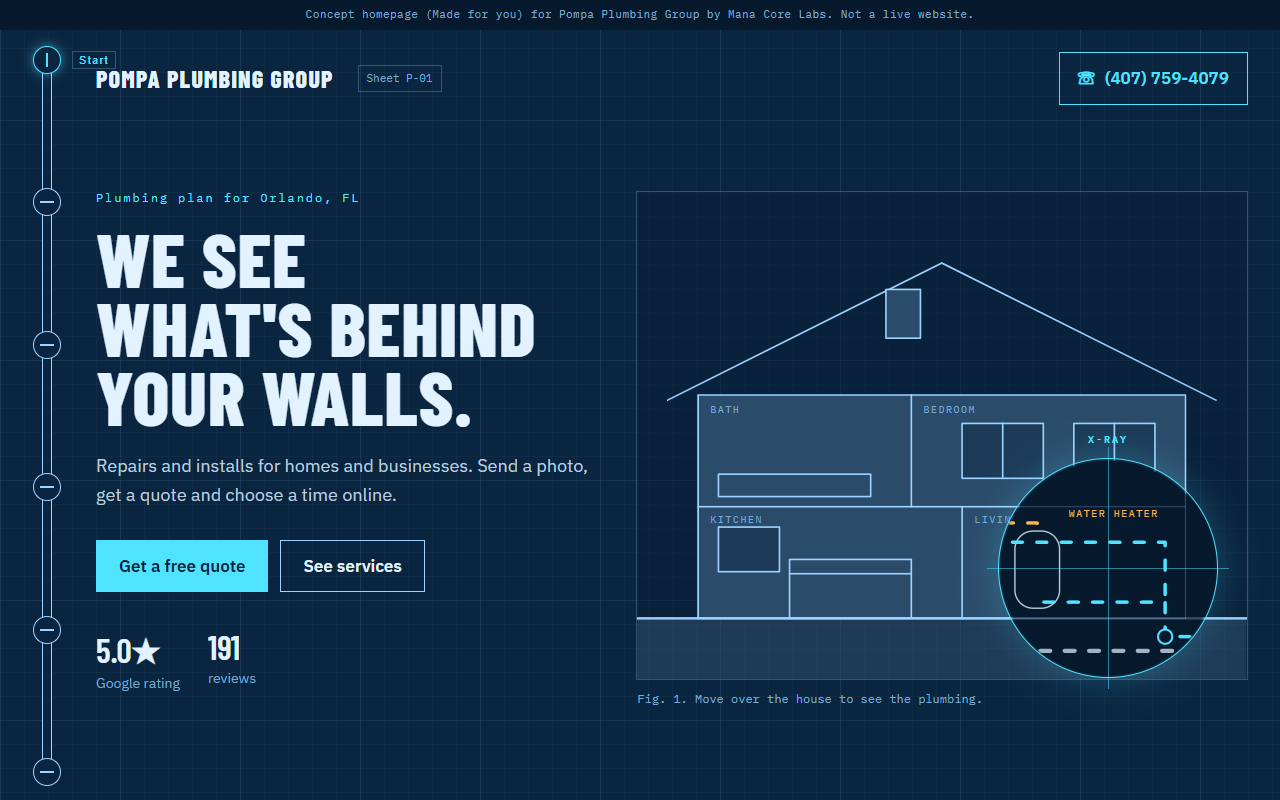 Concept homepage (Made for you) for Pompa Plumbing Group by Mana Core Labs. Not a live website.
Start
POMPA PLUMBING GROUP
Sheet P-01
☏ (407) 759-4079
Plumbing plan for Orlando, FL
WE SEE
WHAT'S BEHIND
YOUR WALLS.
Repairs and installs for homes and businesses. Send a photo,
get a quote and choose a time online.
Get a free quote
See services
5.0★
Google rating
191
reviews
BATH
BEDROOM
X-RAY
KITCHEN
LIVIN
WATER HEATER
Fig. 1. Move over the house to see the plumbing.